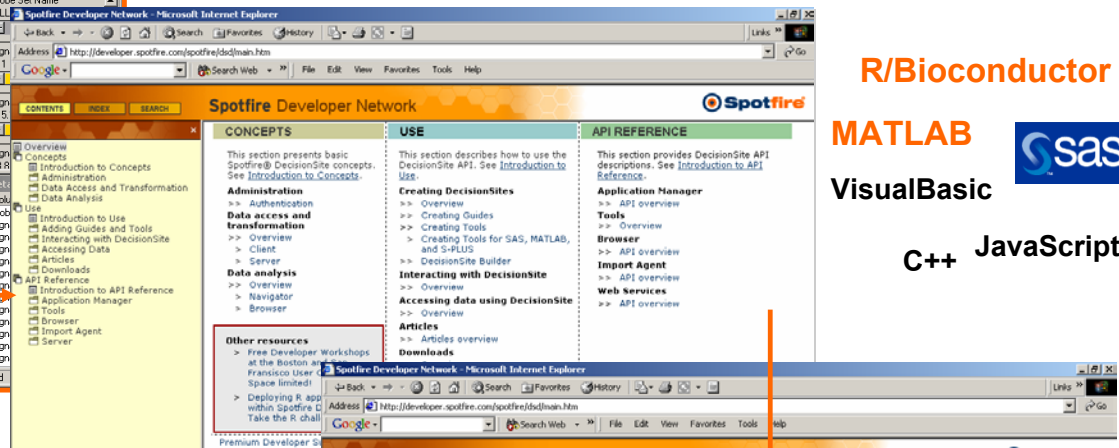 Spotfire Developer Network - Microsoft Internet Explorer
Back Search Favorites History Links »
Address http://developer.spotfire.com/spotfire/dsd/main.htm Go
Google Search Web » File Edit View Favorites Tools Help
CONTENTS INDEX SEARCH
Spotfire Developer Network
Spotfire
Overview
Concepts
Introduction to Concepts
Administration
Data Access and Transformation
Data Analysis
Use
Introduction to Use
Adding Guides and Tools
Interacting with DecisionSite
Accessing Data
Articles
Downloads
API Reference
Introduction to API Reference
Application Manager
Tools
Browser
Import Agent
Server
CONCEPTS
This section presents basic
Spotfire® DecisionSite concepts.
See Introduction to Concepts.
Administration
>> Authentication
Data access and
transformation
>> Overview
> Client
> Server
Data analysis
>> Overview
> Navigator
> Browser
Other resources
> Free Developer Workshops
at the Boston and
Fransisco User
Space limited!
> Deploying R app
within Spotfire D
Take the R chall
Premium Developer Su
USE
This section describes how to use the
DecisionSite API. See Introduction to
Use.
Creating DecisionSites
>> Overview
>> Creating Guides
>> Creating Tools
> Creating Tools for SAS, MATLAB,
and S-PLUS
>> DecisionSite Builder
Interacting with DecisionSite
>> Overview
Accessing data using DecisionSite
>> Overview
Articles
>> Articles overview
Downloads
API REFERENCE
This section provides DecisionSite API
descriptions. See Introduction to API
Reference.
Application Manager
>> API overview
Tools
>> Overview
Browser
>> API overview
Import Agent
>> API overview
Web Services
>> API overview
R/Bioconductor
MATLAB
sas
VisualBasic
C++
JavaScript
Spotfire Developer Network - Microsoft Internet Explorer
Back Search Favorites History Links »
Address http://developer.spotfire.com/spotfire/dsd/main.htm Go
Google Search Web » File Edit View Favorites Tools Help